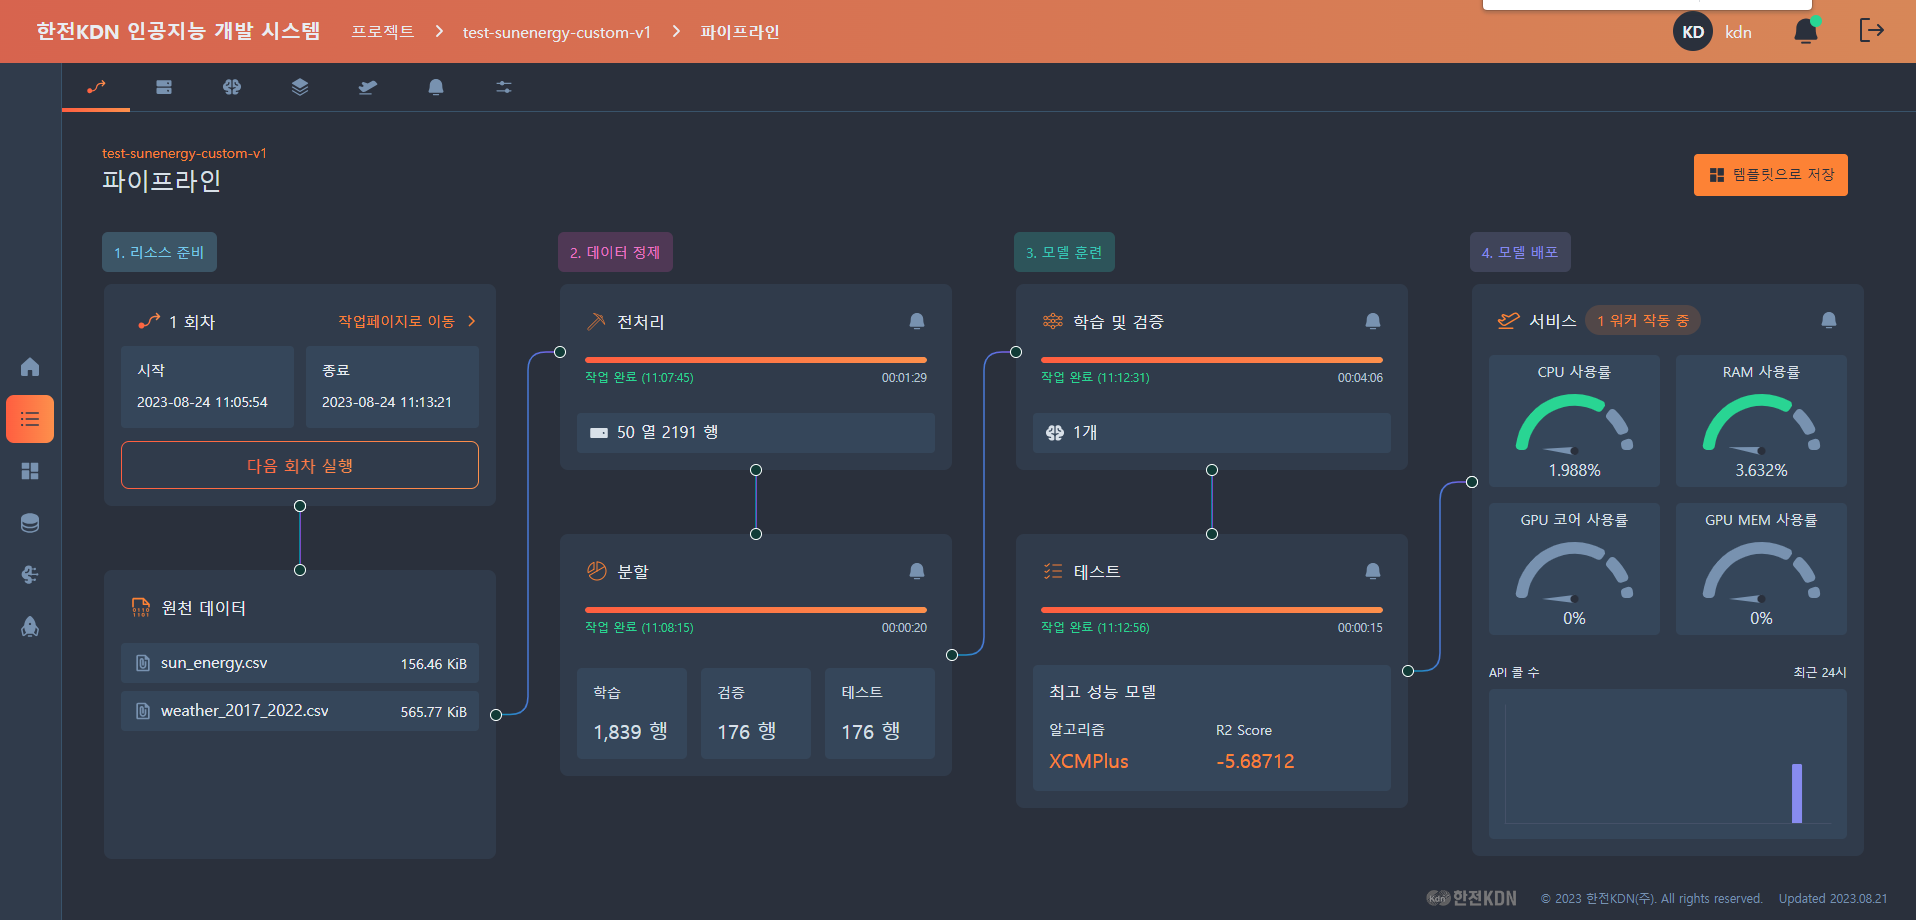 한전KDN 인공지능 개발 시스템
프로젝트 > test-sunenergy-custom-v1 > 파이프라인
KD kdn
test-sunenergy-custom-v1
파이프라인
템플릿으로 저장
1. 리소스 준비
1 회차
작업페이지로 이동 >
시작
2023-08-24 11:05:54
종료
2023-08-24 11:13:21
다음 회차 실행
원천 데이터
sun_energy.csv 156.46 KiB
weather_2017_2022.csv 565.77 KiB
2. 데이터 정제
전처리
작업 완료 (11:07:45) 00:01:29
50 열 2191 행
분할
작업 완료 (11:08:15) 00:00:20
학습
1,839 행
검증
176 행
테스트
176 행
3. 모델 훈련
학습 및 검증
작업 완료 (11:12:31) 00:04:06
1개
테스트
작업 완료 (11:12:56) 00:00:15
최고 성능 모델
알고리즘
XCMPlus
R2 Score
-5.68712
4. 모델 배포
서비스 1 워커 작동 중
CPU 사용률
1.988%
RAM 사용률
3.632%
GPU 코어 사용률
0%
GPU MEM 사용률
0%
API 콜 수 최근 24시
Kdn 한전KDN © 2023 한전KDN(주). All rights reserved. Updated 2023.08.21